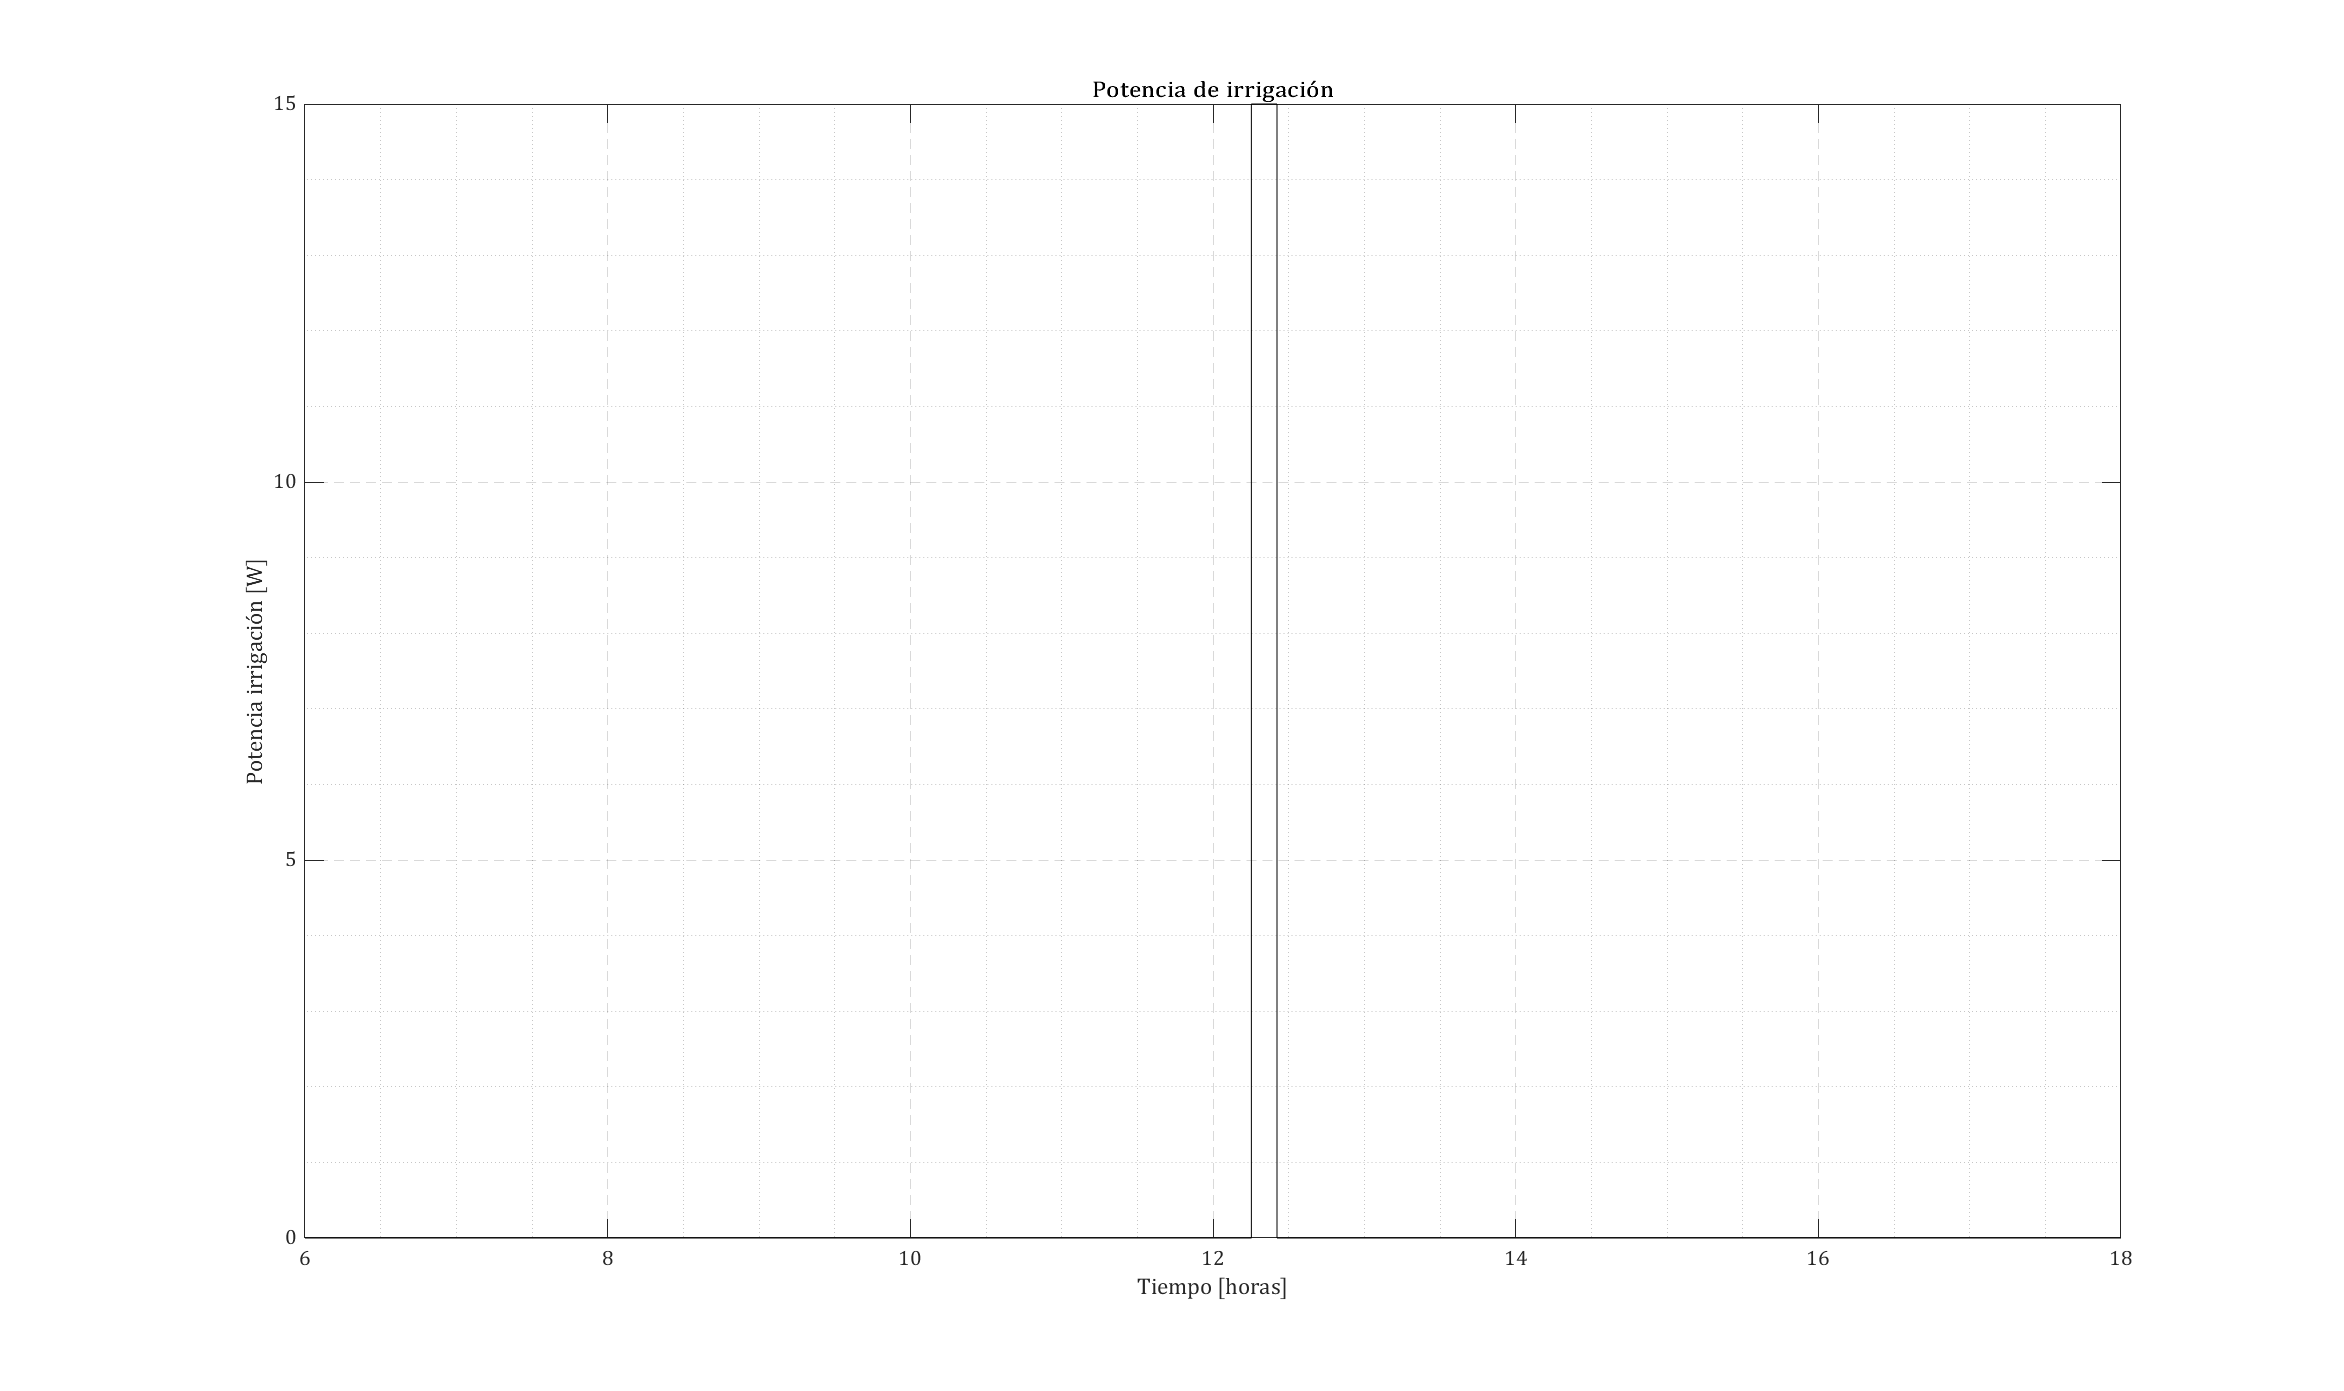 Potencia de irrigación
15
10
5
0
Potencia irrigación [W]
6 8 10 12 14 16 18
Tiempo [horas]